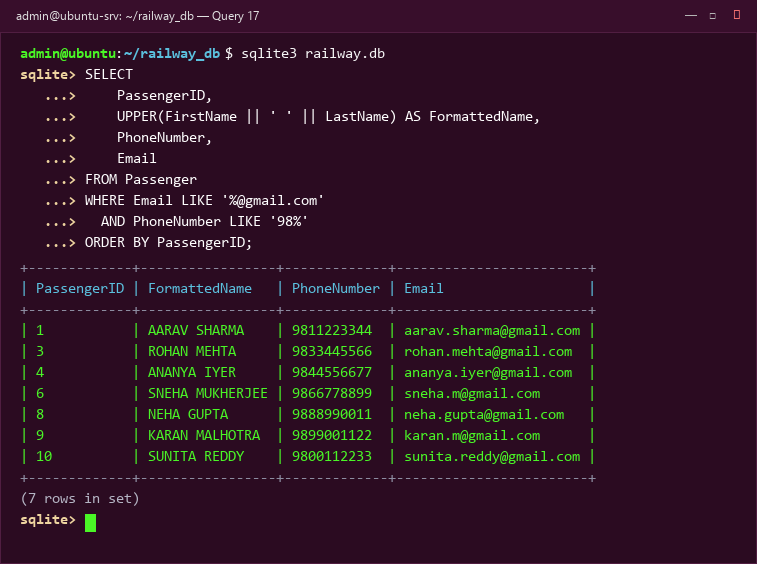 admin@ubuntu-srv: ~/railway_db — Query 17
admin@ubuntu:~/railway_db $ sqlite3 railway.db
sqlite> SELECT
   ...>     PassengerID,
   ...>     UPPER(FirstName || ' ' || LastName) AS FormattedName,
   ...>     PhoneNumber,
   ...>     Email
   ...> FROM Passenger
   ...> WHERE Email LIKE '%@gmail.com'
   ...>   AND PhoneNumber LIKE '98%'
   ...> ORDER BY PassengerID;
+-------------+-----------------+-------------+------------------------+
| PassengerID | FormattedName   | PhoneNumber | Email                  |
+-------------+-----------------+-------------+------------------------+
| 1           | AARAV SHARMA    | 9811223344  | aarav.sharma@gmail.com |
| 3           | ROHAN MEHTA     | 9833445566  | rohan.mehta@gmail.com  |
| 4           | ANANYA IYER     | 9844556677  | ananya.iyer@gmail.com  |
| 6           | SNEHA MUKHERJEE | 9866778899  | sneha.m@gmail.com      |
| 8           | NEHA GUPTA      | 9888990011  | neha.gupta@gmail.com   |
| 9           | KARAN MALHOTRA  | 9899001122  | karan.m@gmail.com      |
| 10          | SUNITA REDDY    | 9800112233  | sunita.reddy@gmail.com |
+-------------+-----------------+-------------+------------------------+
(7 rows in set)
sqlite>